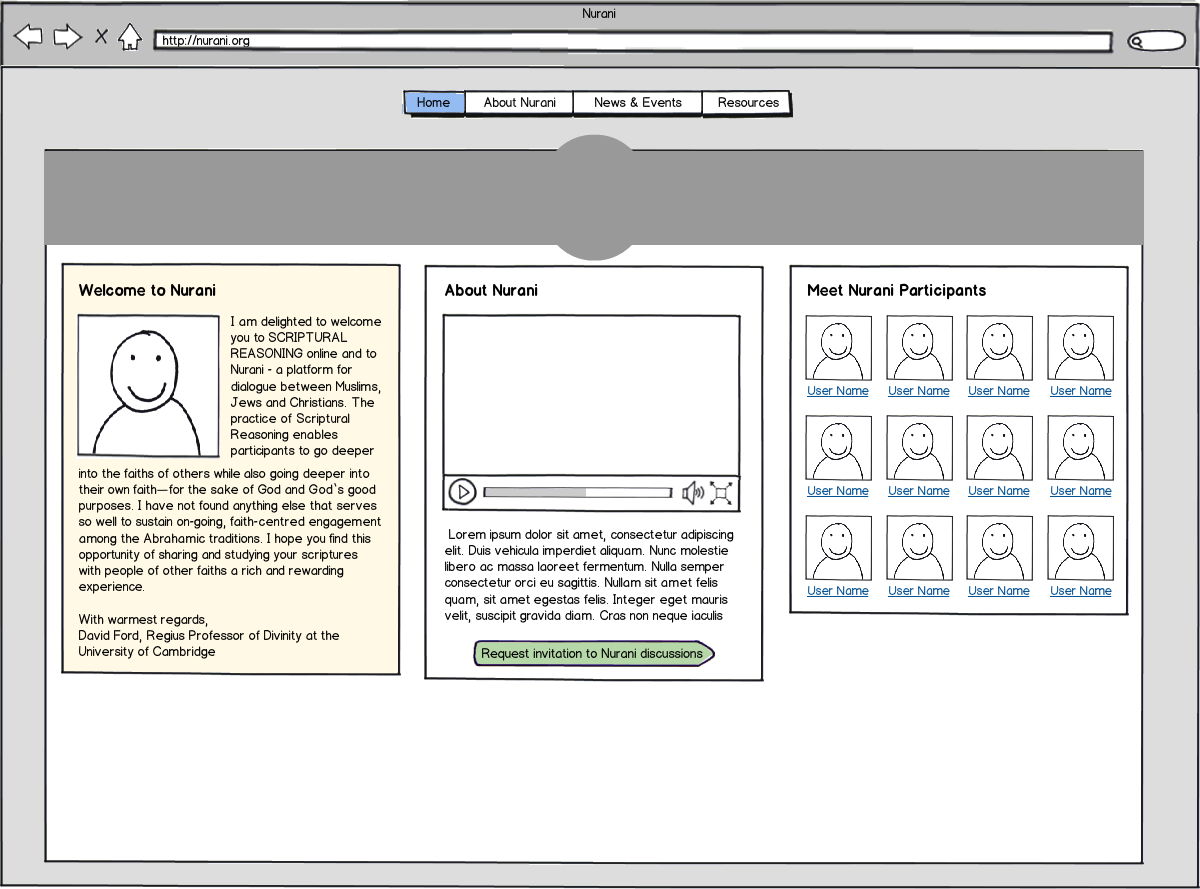 Nurani
http://nurani.org
Home About Nurani News & Events Resources
Welcome to Nurani
I am delighted to welcome
you to SCRIPTURAL
REASONING online and to
Nurani - a platform for
dialogue between Muslims,
Jews and Christians. The
practice of Scriptural
Reasoning enables
participants to go deeper
into the faiths of others while also going deeper into
their own faith—for the sake of God and God`s good
purposes. I have not found anything else that serves
so well to sustain on-going, faith-centred engagement
among the Abrahamic traditions. I hope you find this
opportunity of sharing and studying your scriptures
with people of other faiths a rich and rewarding
experience.
With warmest regards,
David Ford, Regius Professor of Divinity at the
University of Cambridge
About Nurani
Lorem ipsum dolor sit amet, consectetur adipiscing
elit. Duis vehicula imperdiet aliquam. Nunc molestie
libero ac massa laoreet fermentum. Nulla semper
consectetur orci eu sagittis. Nullam sit amet felis
quam, sit amet egestas felis. Integer eget mauris
velit, suscipit gravida diam. Cras non neque iaculis
Request invitation to Nurani discussions
Meet Nurani Participants
User Name User Name User Name User Name
User Name User Name User Name User Name
User Name User Name User Name User Name